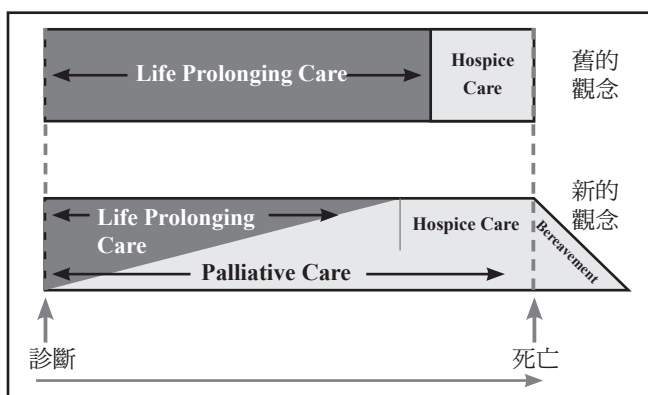 Life Prolonging Care
Hospice
Care
舊的
觀念
Life Prolonging
Care
Hospice Care
Palliative Care
Bereavement
新的
觀念
診斷
死亡